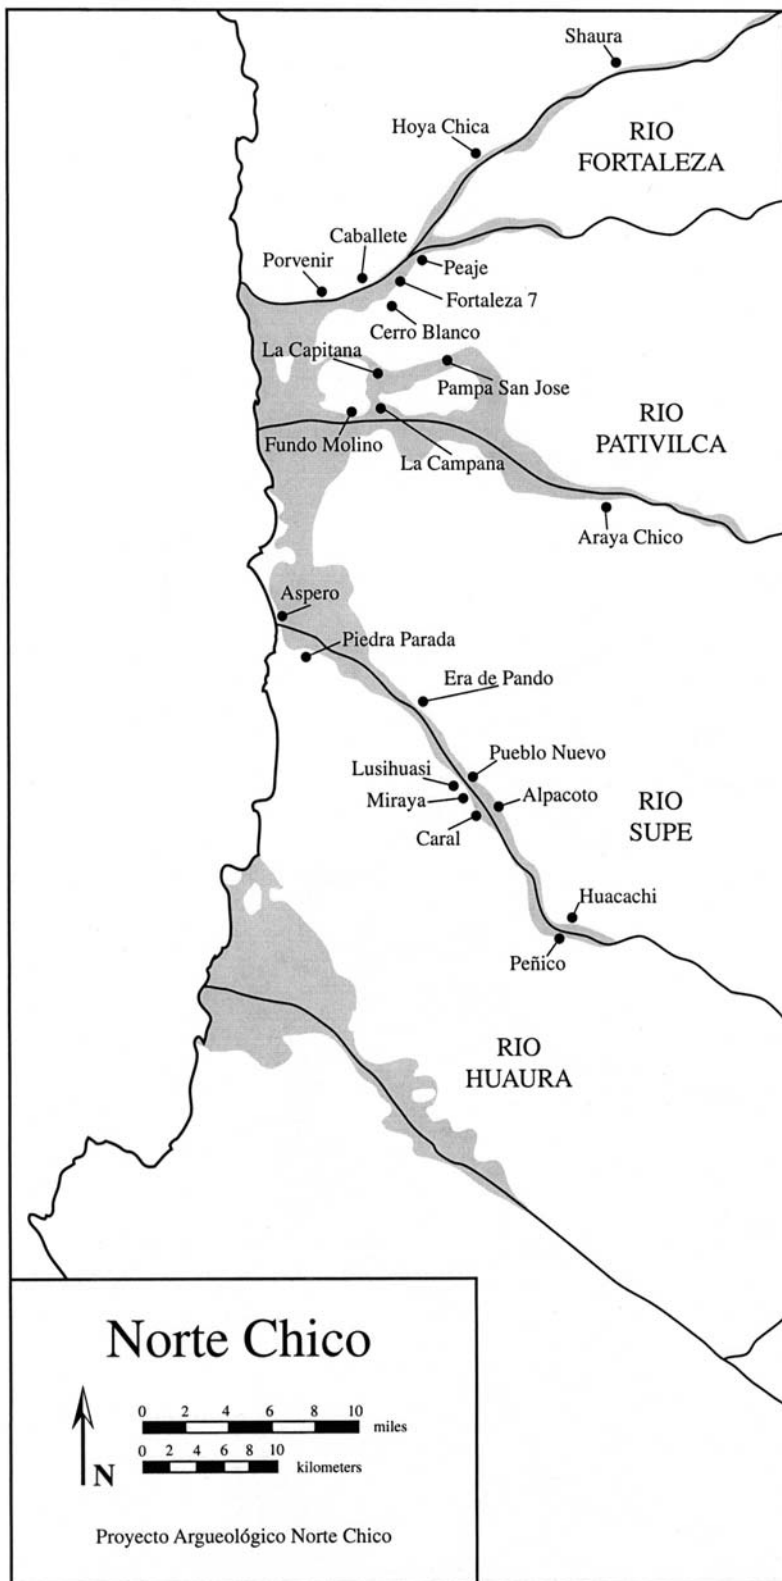 Shaura
Hoya Chica
RIO
FORTALEZA
Caballete
Porvenir
Peaje
Fortaleza 7
Cerro Blanco
La Capitana
Pampa San Jose
RIO
PATIVILCA
Fundo Molino
La Campana
Araya Chico
Aspero
Piedra Parada
Era de Pando
Pueblo Nuevo
Lusihuasi
Miraya
Alpacoto
Caral
RIO
SUPE
Huacachi
Peñico
RIO
HUAURA
Norte Chico
N
0 2 4 6 8 10 miles
0 2 4 6 8 10 kilometers
Proyecto Argueológico Norte Chico